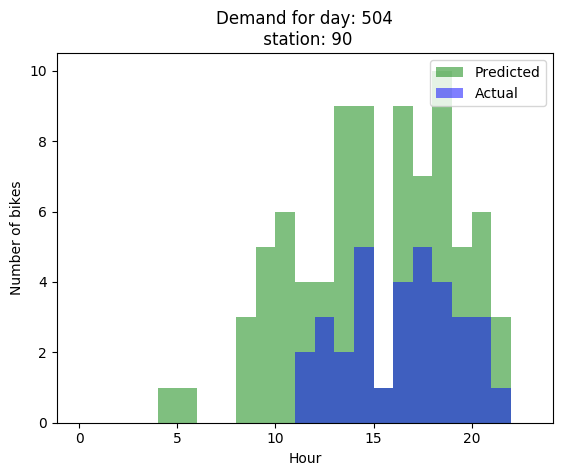 Demand for day: 504
station: 90
Predicted
Actual
Number of bikes
10
8
6
4
2
0
0
5
10
15
20
Hour